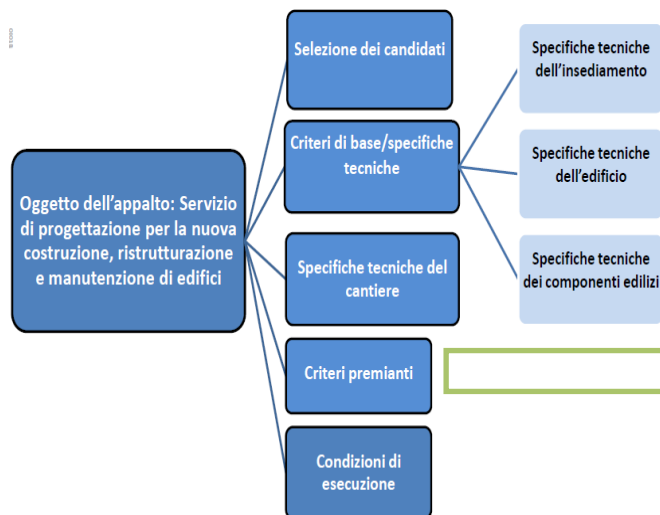 Selezione dei candidati
Specifiche tecniche
dell'insediamento
Criteri di base/specifiche
tecniche
Specifiche tecniche
dell'edificio
Oggetto dell'appalto: Servizio
di progettazione per la nuova
costruzione, ristrutturazione
e manutenzione di edifici
Specifiche tecniche del
cantiere
Specifiche tecniche
dei componenti edilizi
Criteri premianti
Condizioni di
esecuzione